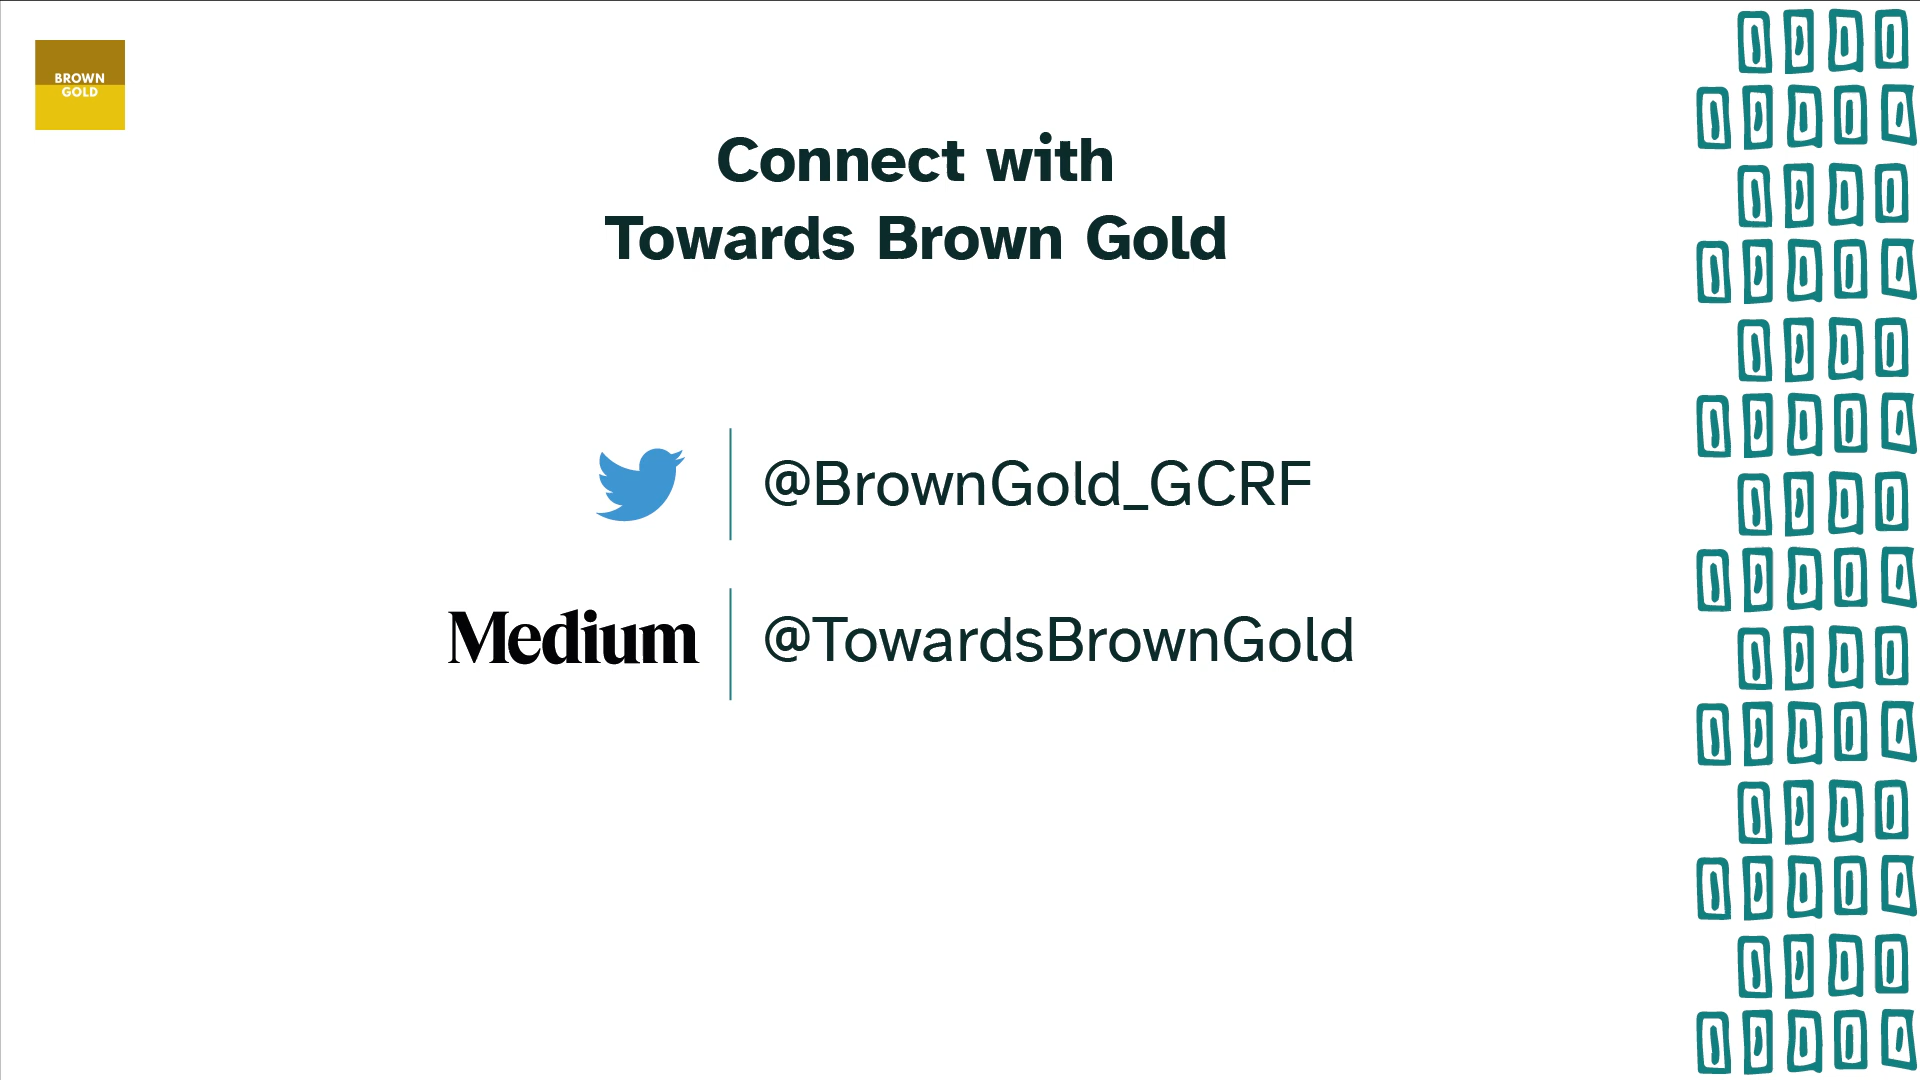 BROWN
GOLD
Connect with
Towards Brown Gold
@BrownGold_GCRF
Medium
@TowardsBrownGold